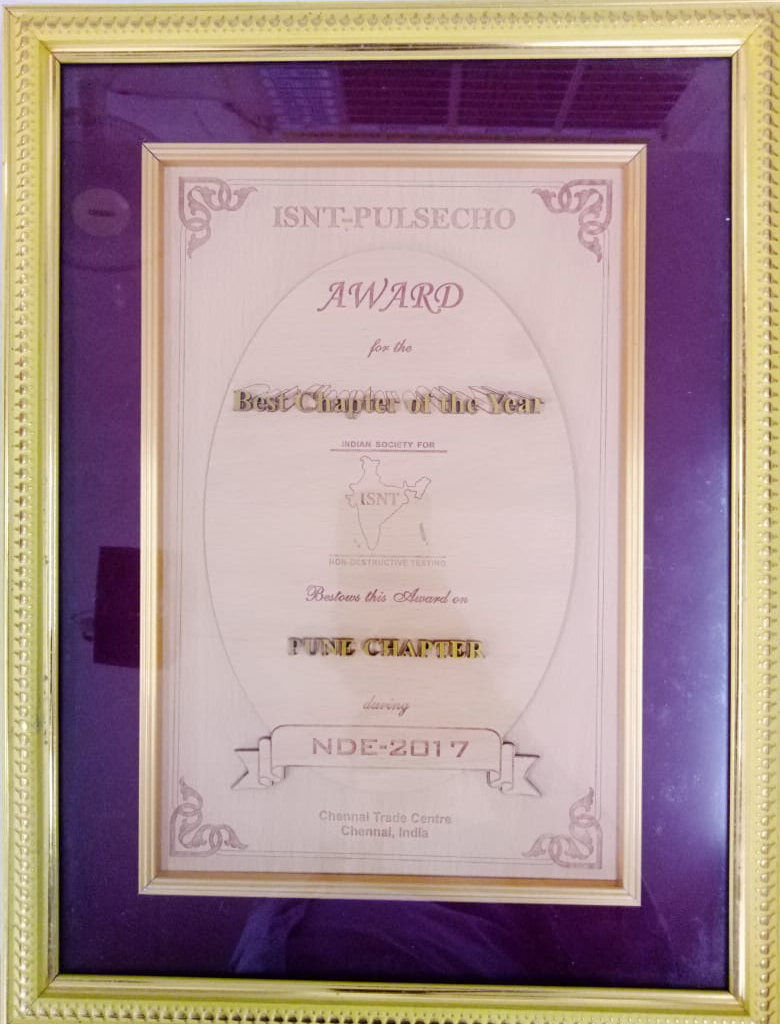 ISNT-PULSECHO
AWARD
for the
Best Chapter of the Year
INDIAN SOCIETY FOR
ISNT
NON-DESTRUCTIVE TESTING
Bestows this Award on
PUNE CHAPTER
during
NDE-2017
Chennai Trade Centre
Chennai, India